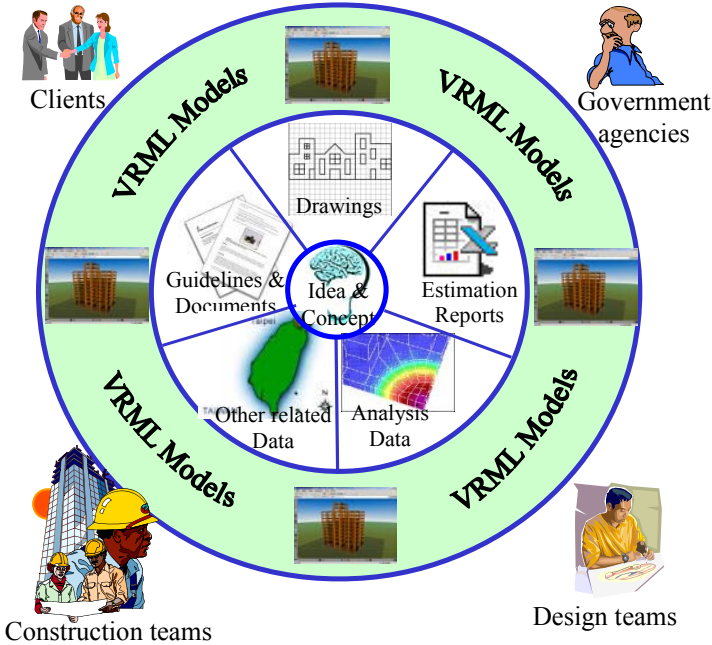 Clients
VRML Models
VRML Models
Government
agencies
Drawings
Guidelines &
Documents
Idea &
Concept
Estimation
Reports
Taipei
N
Other related
Data
Analysis
Data
VRML Models
VRML Models
Construction teams
Design teams